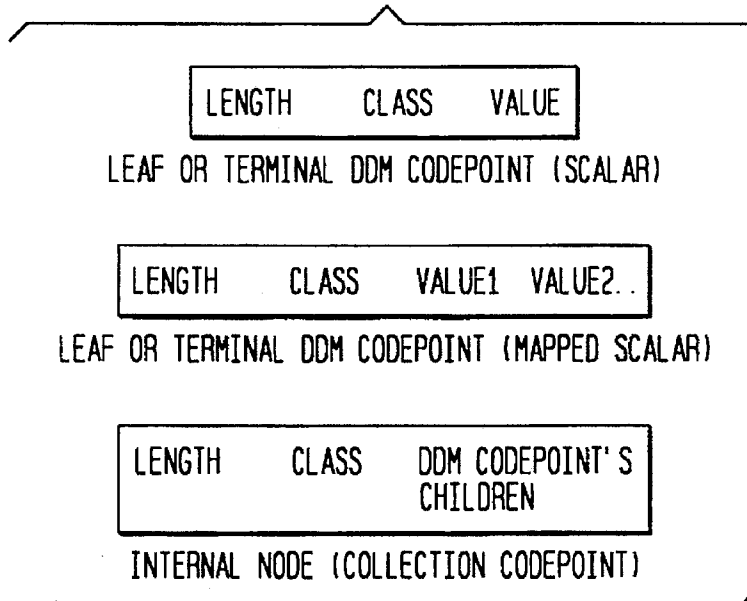 LENGTH CLASS VALUE
LEAF OR TERMINAL DDM CODEPOINT (SCALAR)
LENGTH CLASS VALUE1 VALUE2..
LEAF OR TERMINAL DDM CODEPOINT (MAPPED SCALAR)
LENGTH CLASS DDM CODEPOINT'S
CHILDREN
INTERNAL NODE (COLLECTION CODEPOINT)